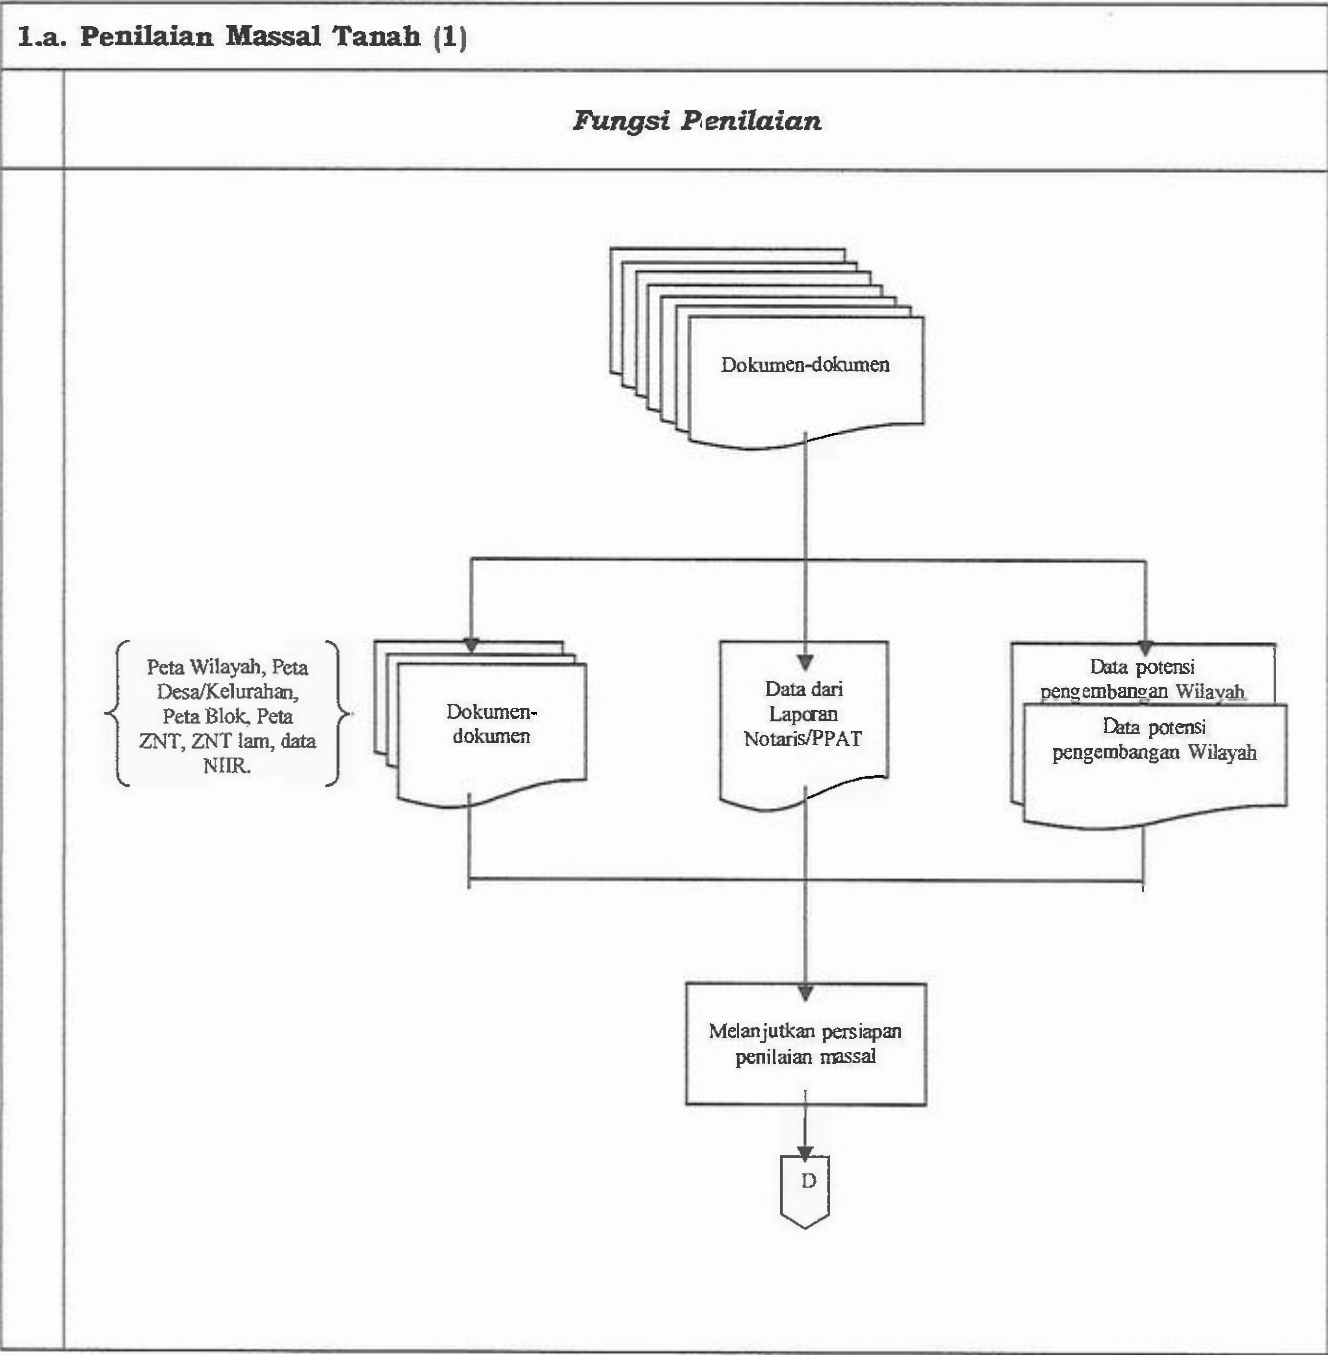 1.a. Penilaian Massal Tanah (1)
Fungsi Penilaian
Dokumen-dokumen
Peta Wilayah, Peta
Desa/Kelurahan,
Peta Blok, Peta
ZNT, ZNT lam, data
NIIR.
Dokumen-
dokumen
Data dari
Laporan
Notaris/PPAT
Data potensi
pengembangan Wilayah
Data potensi
pengembangan Wilayah
Melanjutkan persiapan
penilaian massal
D